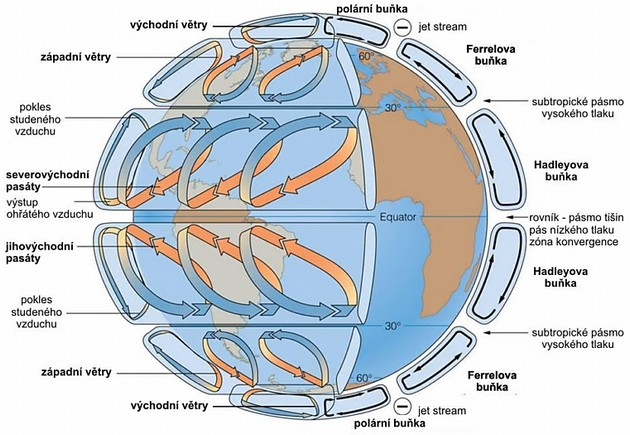 polární buňka
východní větry
jet stream
západní větry
Ferrelova
buňka
60°
pokles
studeného
vzduchu
30°
subtropické pásmo
vysokého tlaku
severovýchodní
pasáty
Hadleyova
buňka
výstup
ohřátého vzduchu
Equator
rovník - pásmo tišin
pás nízkého tlaku
zóna konvergence
jihovýchodní
pasáty
Hadleyova
buňka
pokles
studeného
vzduchu
30°
subtropické pásmo
vysokého tlaku
západní větry
60°
Ferrelova
buňka
východní větry
jet stream
polární buňka